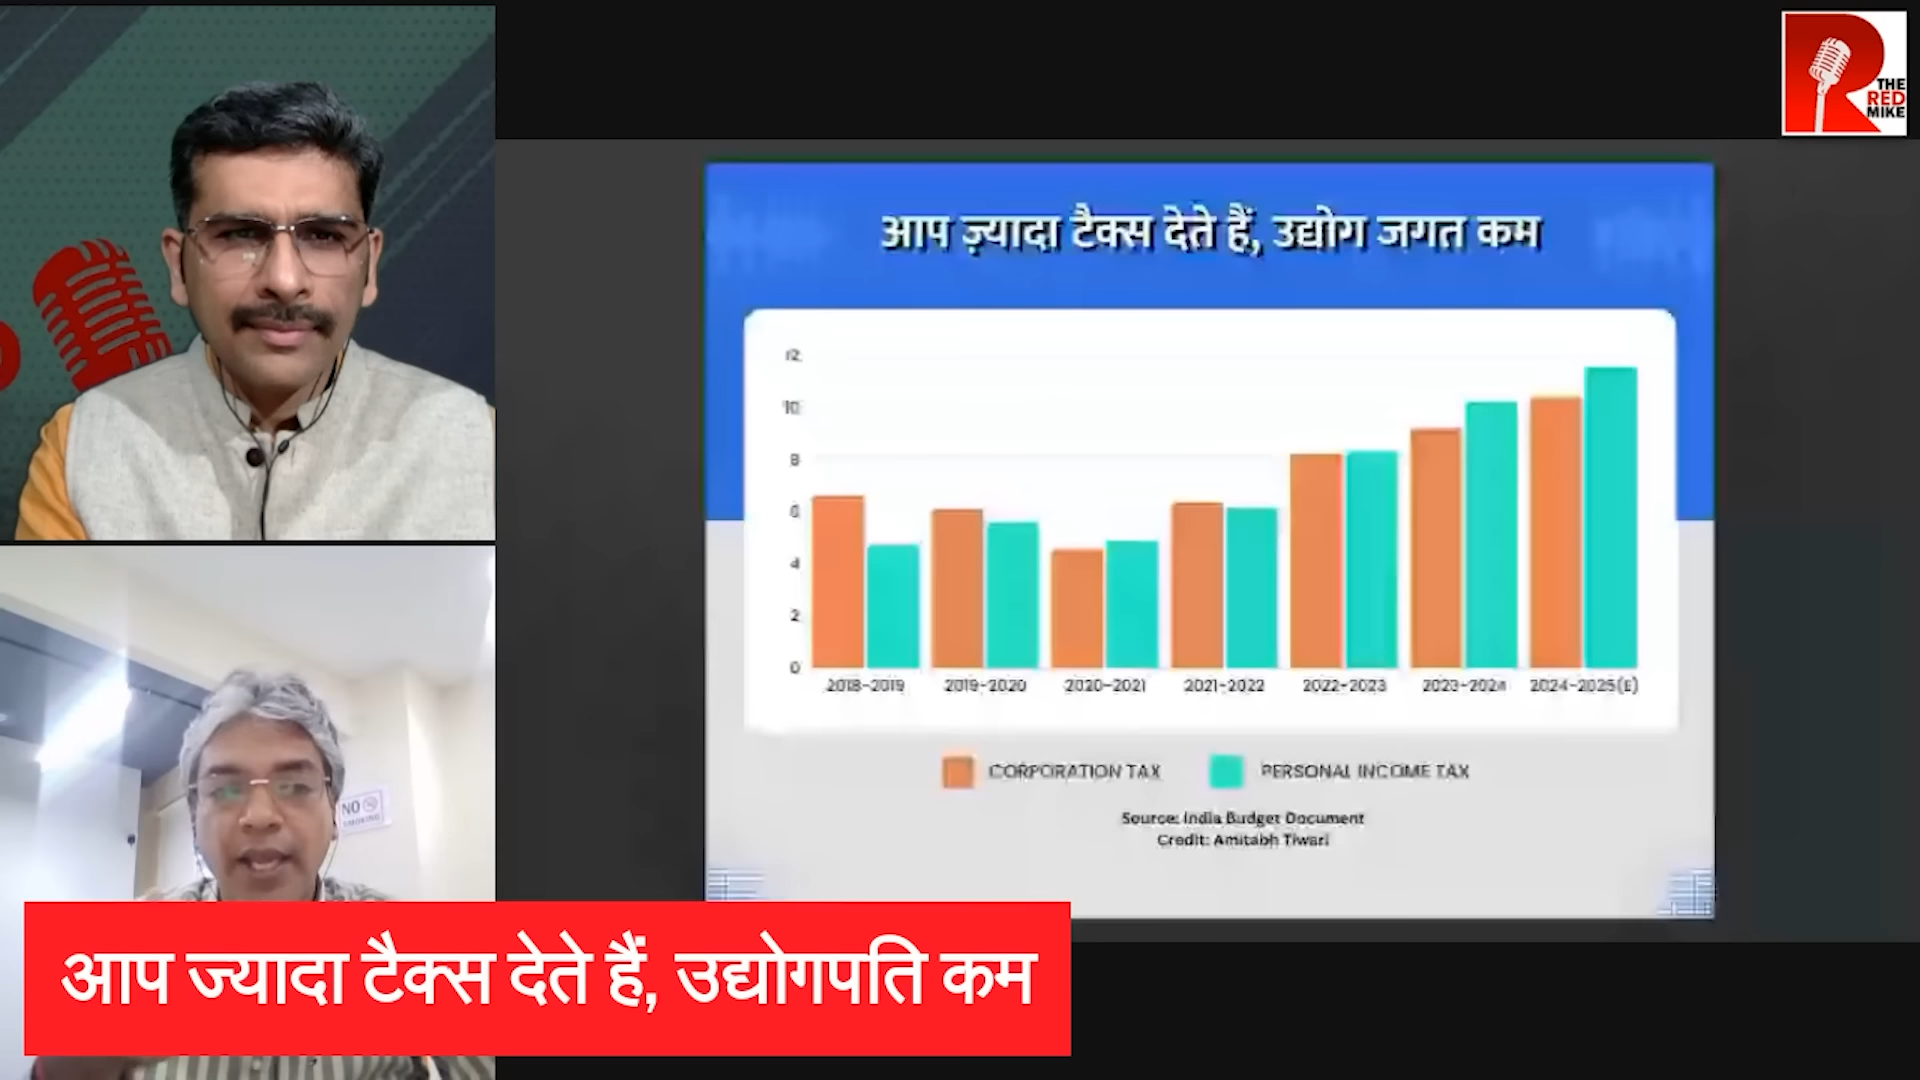 THE
RED
MIKE
आप ज़्यादा टैक्स देते हैं, उद्योग जगत कम
12
10
8
6
4
2
0
2018-2019 2019-2020 2020-2021 2021-2022 2022-2023 2023-2024 2024-2025(E)
CORPORATION TAX PERSONAL INCOME TAX
Source: India Budget Document
Credit: Amitabh Tiwari
NO
SMOKING
आप ज्यादा टैक्स देते हैं, उद्योगपति कम